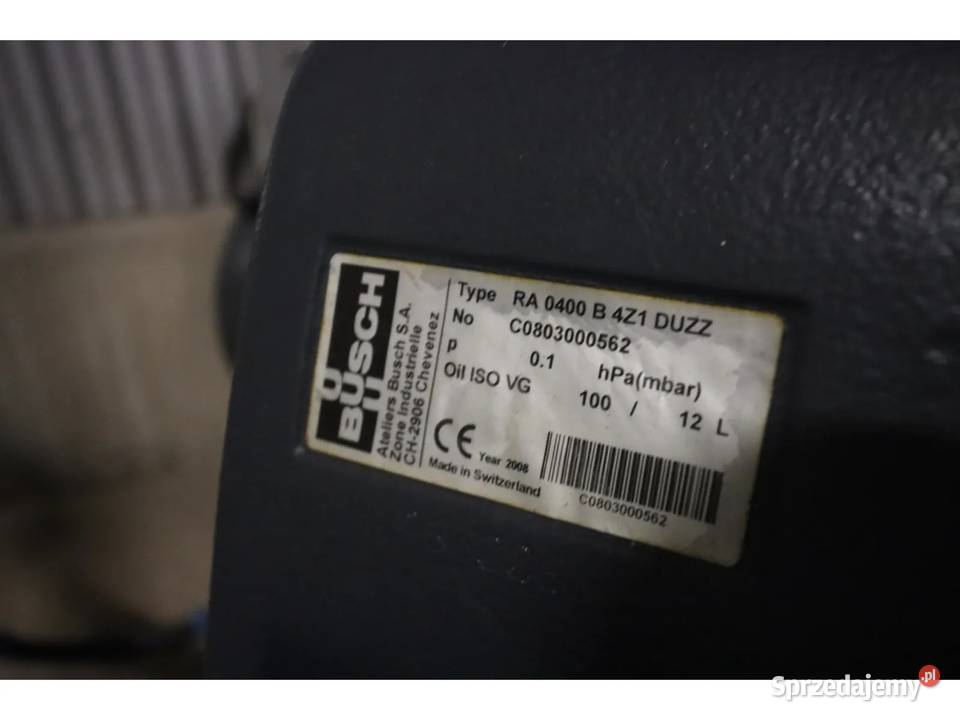 BUSCH
Ateliers Busch S.A.
Zone Industrielle
CH-2906 Chevenez
Type RA 0400 B 4Z1 DUZZ
No C0803000562
p 0.1 hPa(mbar)
Oil ISO VG 100 / 12 L
CE Year 2008
Made in Switzerland
C0803000562
Sprzedajemy.pl